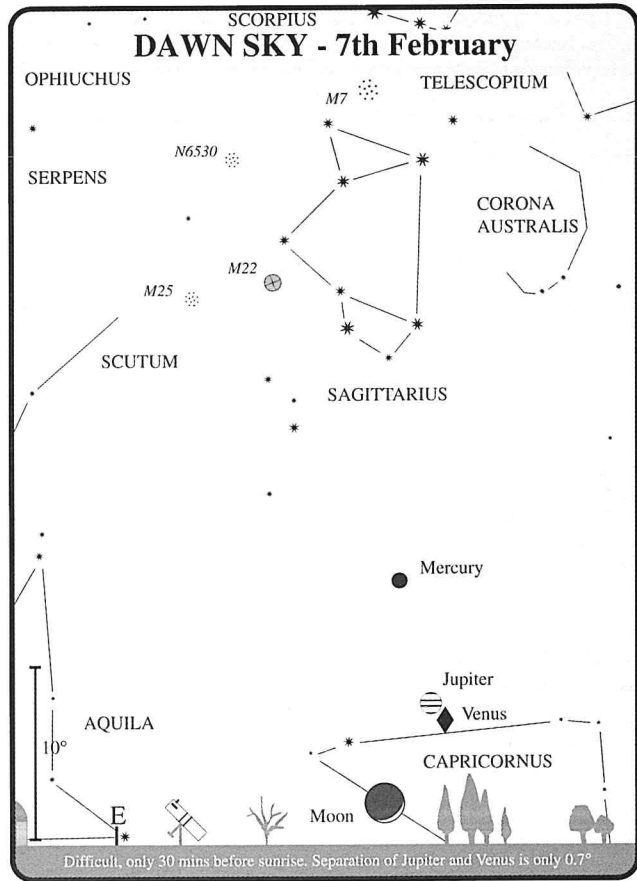 SCORPIUS
DAWN SKY - 7th February
OPHIUCHUS
M7
TELESCOPIUM
N6530
SERPENS
CORONA
AUSTRALIS
M22
M25
SCUTUM
SAGITTARIUS
Mercury
Jupiter
Venus
AQUILA
10°
CAPRICORNUS
E
Moon
Difficult, only 30 mins before sunrise. Separation of Jupiter and Venus is only 0.7°